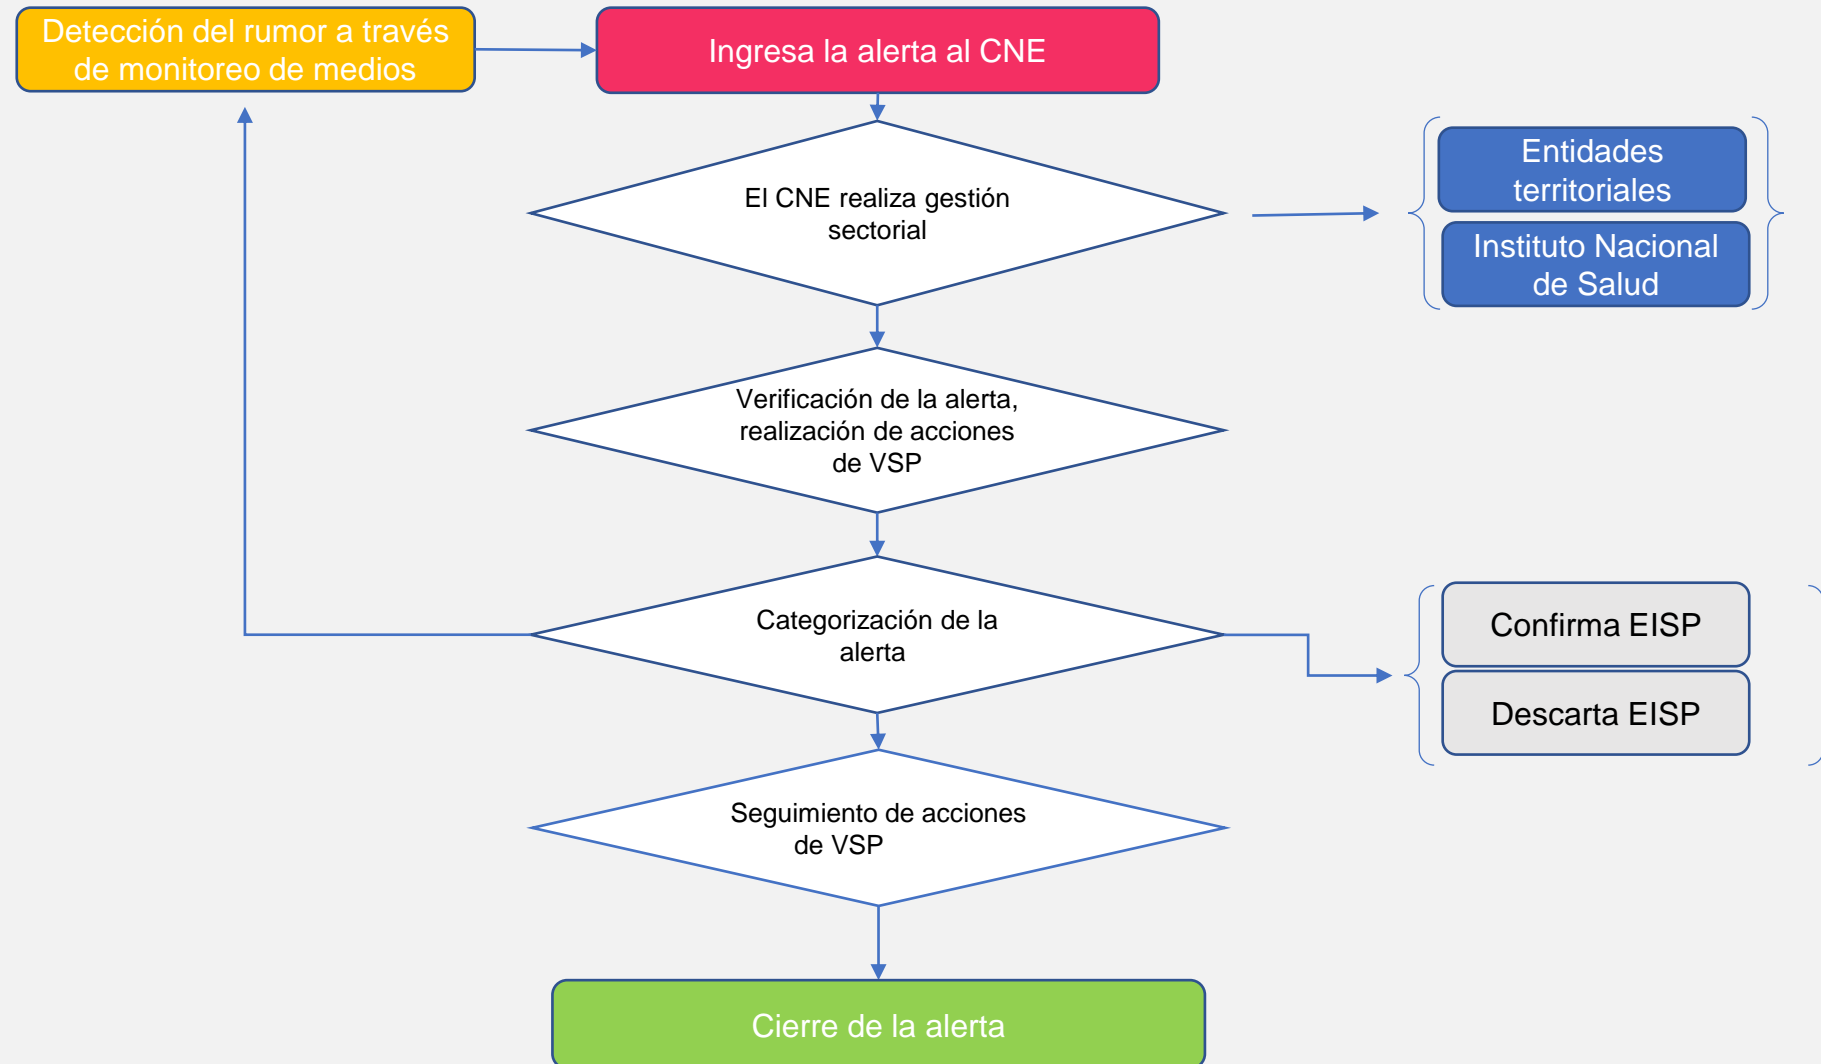 Detección del rumor a través
de monitoreo de medios
Ingresa la alerta al CNE
El CNE realiza gestión
sectorial
Entidades
territoriales
Instituto Nacional
de Salud
Verificación de la alerta,
realización de acciones
de VSP
Categorización de la
alerta
Confirma EISP
Descarta EISP
Seguimiento de acciones
de VSP
Cierre de la alerta